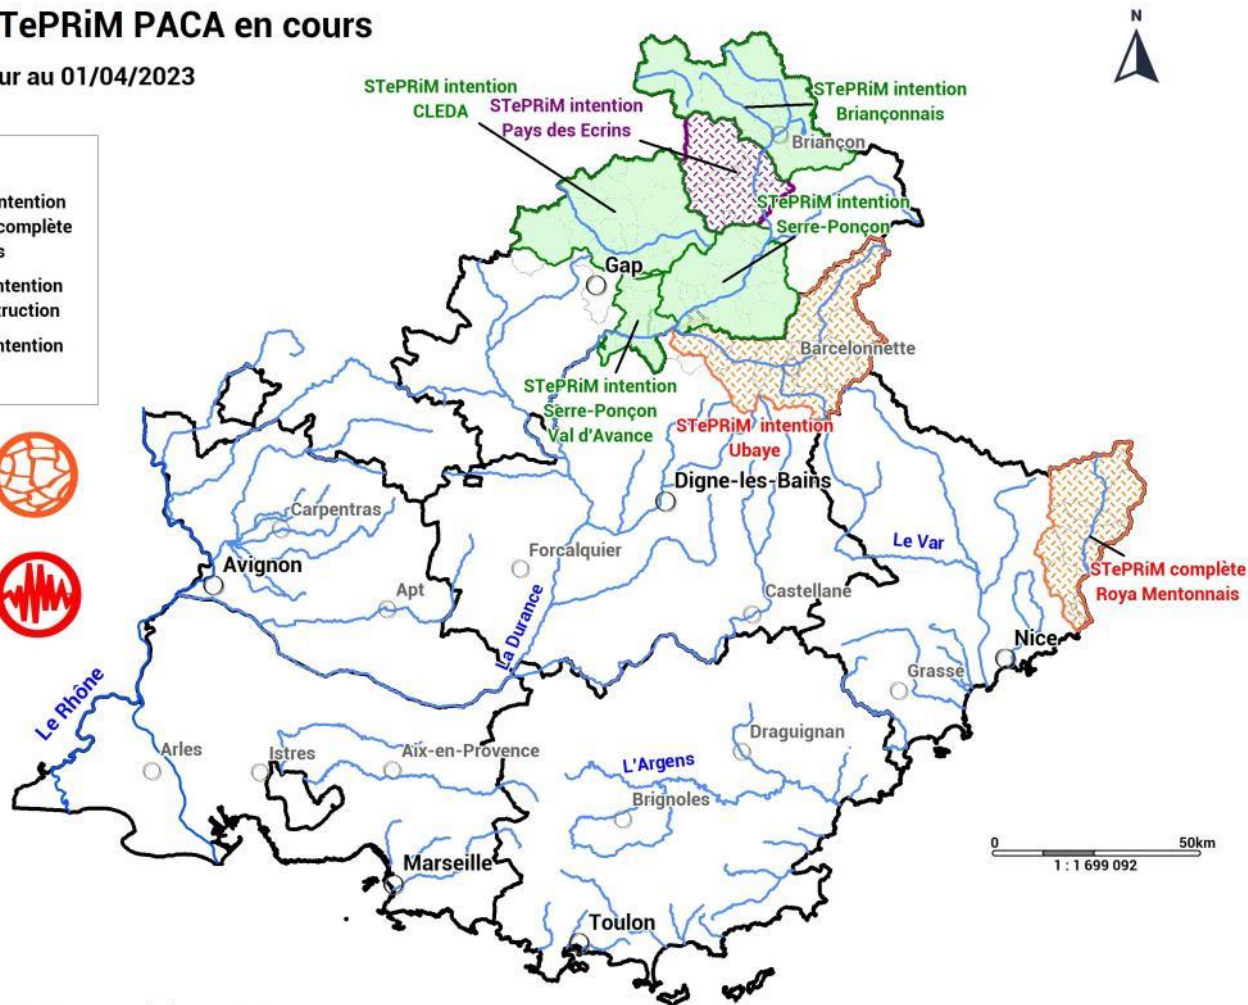 TePRiM PACA en cours
ur au 01/04/2023
N
STePRiM intention
CLEDA
STePRiM intention
Pays des Ecrins
STePRiM intention
Briançonnais
Briançon
ntention
complète
s
ntention
truction
ntention
STePRiM intention
Serre-Ponçon
Gap
Barcelonnette
STePRiM intention
Serre-Ponçon
Val d'Avance
STePRiM intention
Ubaye
Digne-les-Bains
Carpentras
Forcalquier
Le Var
Avignon
Apt
Castellane
STePRiM complète
Roya Mentonnais
La Durance
Nice
Grasse
Le Rhône
Arles
Istres
Aix-en-Provence
Draguignan
L'Argens
Brignoles
0 50km
1 : 1 699 092
Marseille
Toulon